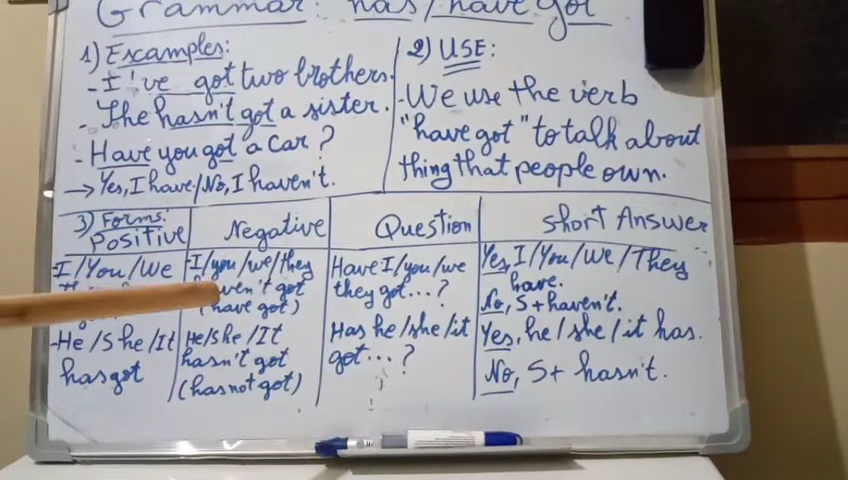 Grammar: has/have got
1) Examples:
- I've got two brothers.
- The hasn't got a sister.
- Have you got a car?
→ Yes, I have./No, I haven't.
2) USE:
- We use the verb
"have got" to talk about
thing that people own.
3) Forms:
Positive
I/You/We
- He/She/It
has got
Negative
I/you/we/they
haven't got
(have got)
He/she/It
hasn't got
(has not got)
Question
Have I/you/we
they got...?
Has he/she/it
got...?
Short Answer
Yes, I/You/We/They
have.
No, S+ haven't.
Yes, he/she/it has.
No, S+ hasn't.